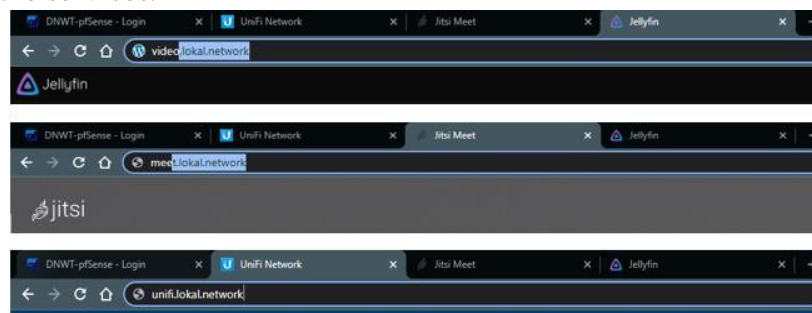 DNWT-pfSense - Login UniFi Network Jitsi Meet Jellyfin
video.lokal.network
Jellyfin
DNWT-pfSense - Login UniFi Network Jitsi Meet Jellyfin
meet.lokal.network
jitsi
DNWT-pfSense - Login UniFi Network Jitsi Meet Jellyfin
unifi.lokal.network